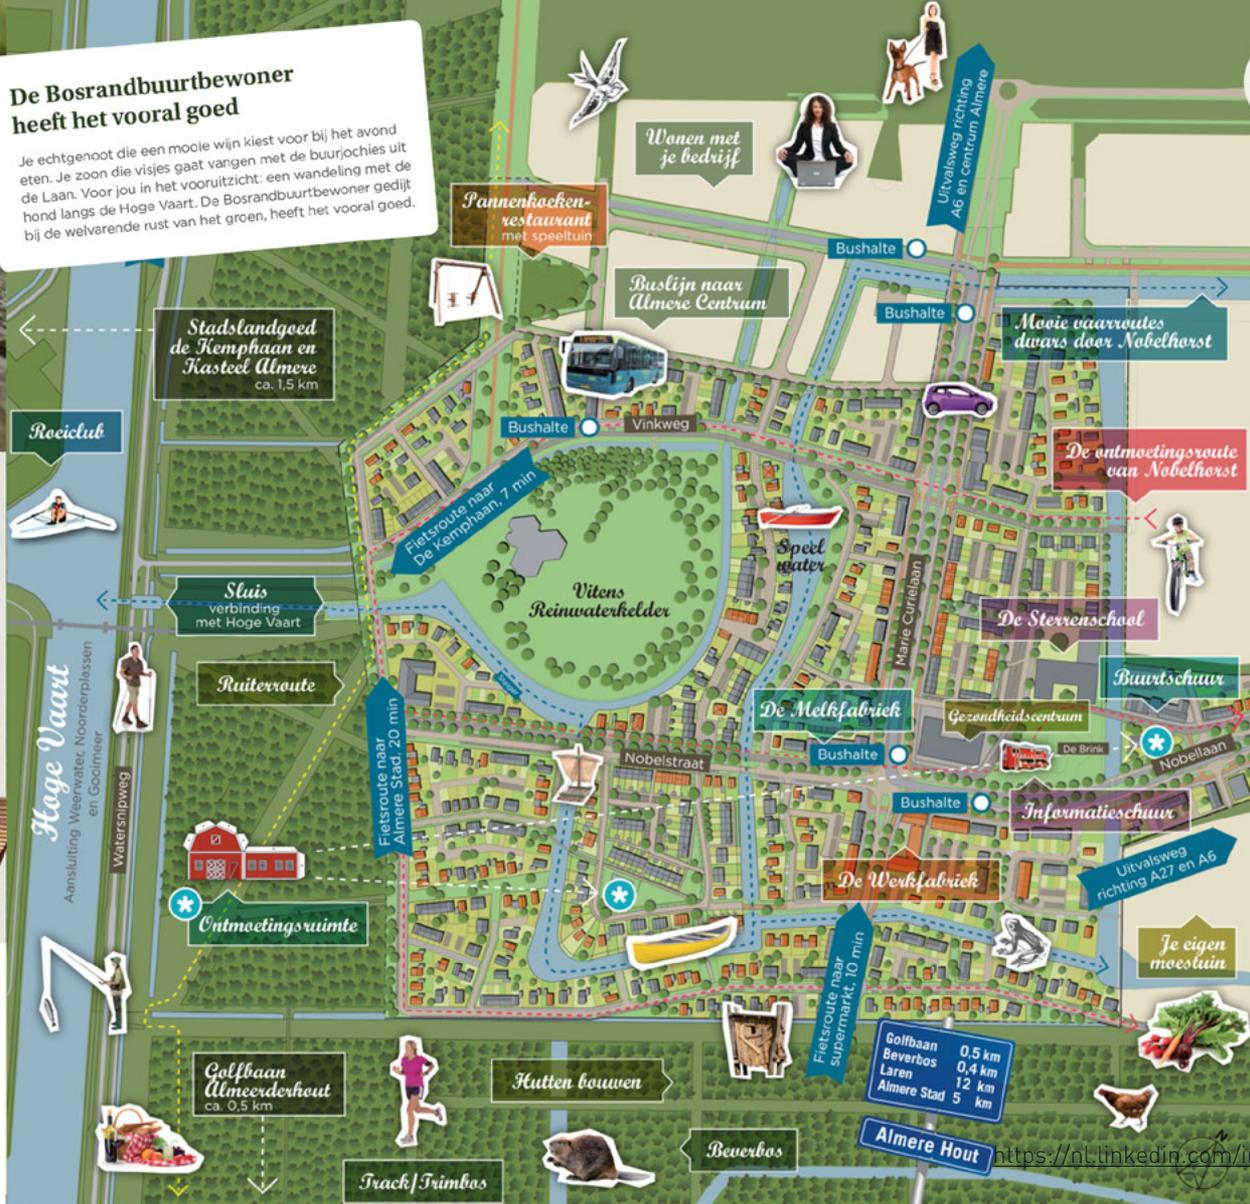 De Bosrandbuurtbewoner
heeft het vooral goed
Je echtgenoot die een mooie wijn kiest voor bij het avond
eten. Je zoon die visjes gaat vangen met de buurjochies uit
de Laan. Voor jou in het vooruitzicht: een wandeling met de
hond langs de Hoge Vaart. De Bosrandbuurtbewoner gedijt
bij de welvarende rust van het groen, heeft het vooral goed.
Wonen met
je bedrijf
Uitvalsweg richting
A6 en centrum Almere
Pannenkoeken-
restaurant
met speeltuin
Bushalte
Buslijn naar
Almere Centrum
Bushalte
Mooie vaarroutes
dwars door Nobelhorst
Stadslandgoed
de Kemphaan en
Kasteel Almere
ca. 1,5 km
Roeiclub
Bushalte
Vinkweg
De ontmoetingsroute
van Nobelhorst
Fietsroute naar
De Kemphaan, 7 min
Speel
water
Vitens
Reinwaterkelder
Marie Curielaan
Sluis
verbinding
met Hoge Vaart
De Sterrenschool
Ruiterroute
Buurtschuur
De Melkfabriek
Gezondheidscentrum
Bushalte
De Brink
Nobellaan
Nobelstraat
Hoge Vaart
Aansluiting Weerwater, Noorderplassen
en Gooimeer
Watersnipweg
Fietsroute naar
Almere Stad, 20 min
Bushalte
Informatieschuur
Uitvalsweg
richting A27 en A6
De Werkfabriek
Ontmoetingsruimte
Je eigen
moestuin
Fietsroute naar
supermarkt, 10 min
Golfbaan
Almeerderhout
ca. 0,5 km
Hutten bouwen
Golfbaan 0,5 km
Beverbos 0,4 km
Laren 12 km
Almere Stad 5 km
Almere Hout
Beverbos
Track/Trimbos
N
https://nl.linkedin.com/i